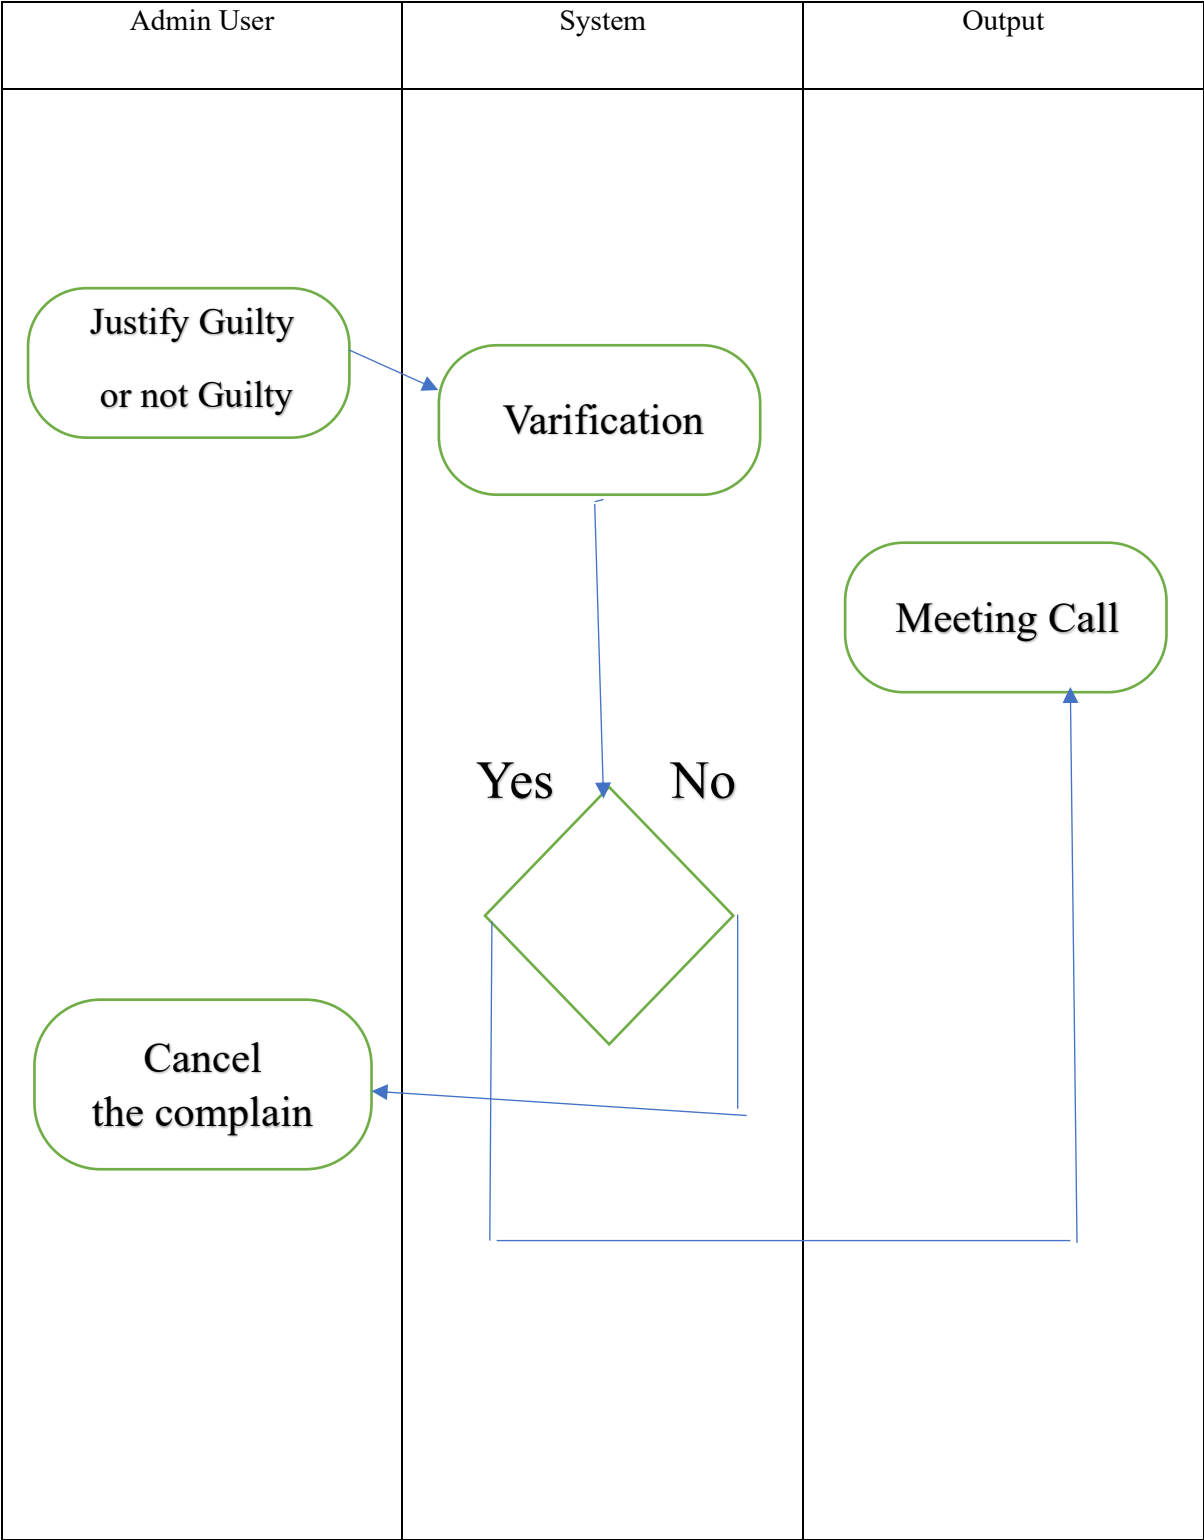 Admin User
System
Output
Justify Guilty
or not Guilty
Varification
Meeting Call
Yes
No
Cancel
the complain